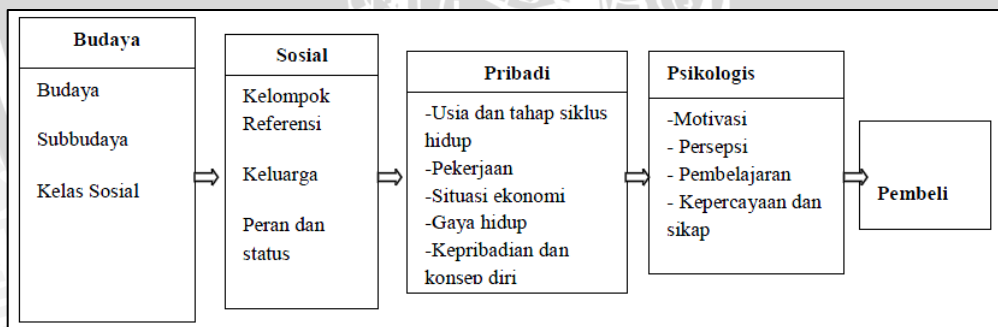 Budaya
Budaya
Subbudaya
Kelas Sosial
Sosial
Kelompok
Referensi
Keluarga
Peran dan
status
Pribadi
-Usia dan tahap siklus
hidup
-Pekerjaan
-Situasi ekonomi
-Gaya hidup
-Kepribadian dan
konsep diri
Psikologis
-Motivasi
- Persepsi
- Pembelajaran
- Kepercayaan dan
sikap
Pembeli